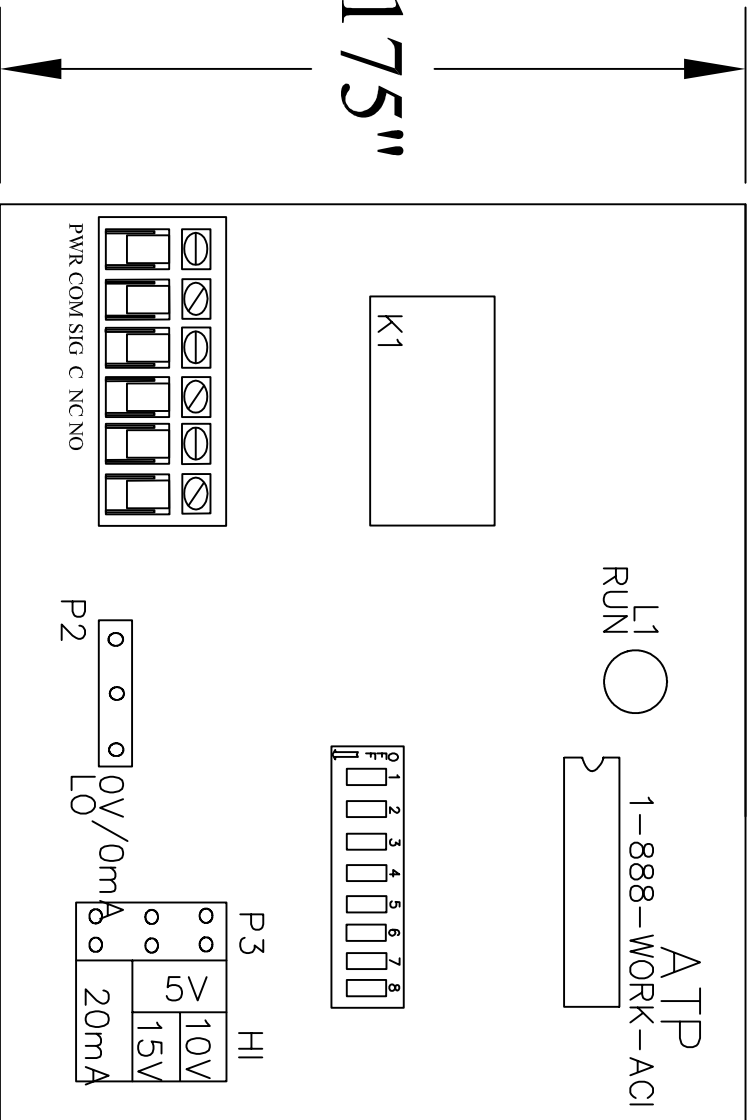 175"
ATP
1-888-WORK-ACI
L1
RUN
K1
OFF
1 2 3 4 5 6 7 8
P3 HI
5V 10V
15V
20mA
0V/0mA
LO
P2
PWR COM SIG C NC NO